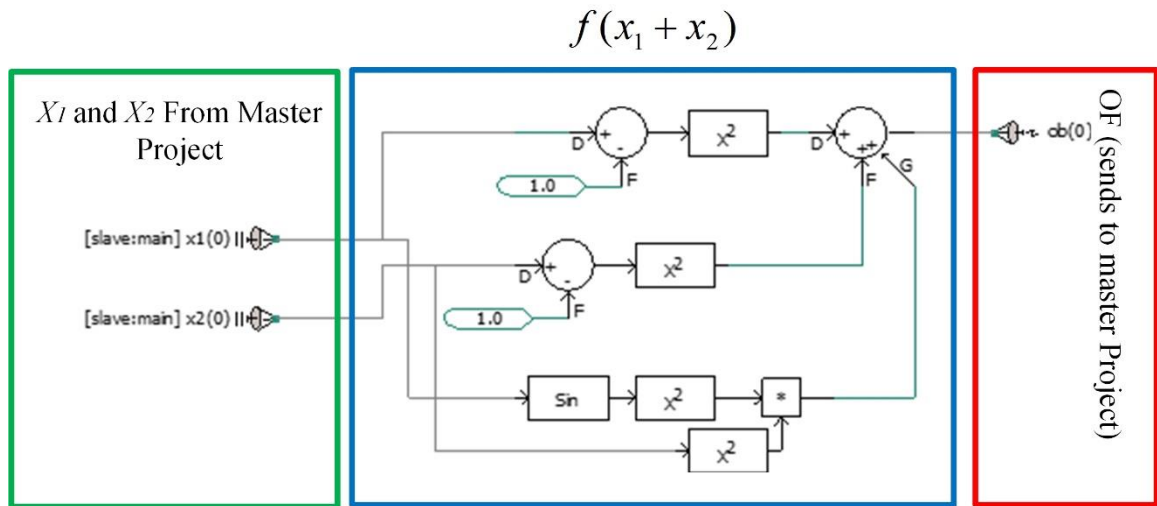 f(x₁ + x₂)
X1 and X2 From Master
Project
[slave:main] x1(0)
[slave:main] x2(0)
D + - F
1.0
X²
D + + + F G
D + - F
1.0
X²
Sin
X²
*
X²
ob(0)
OF (sends to master Project)